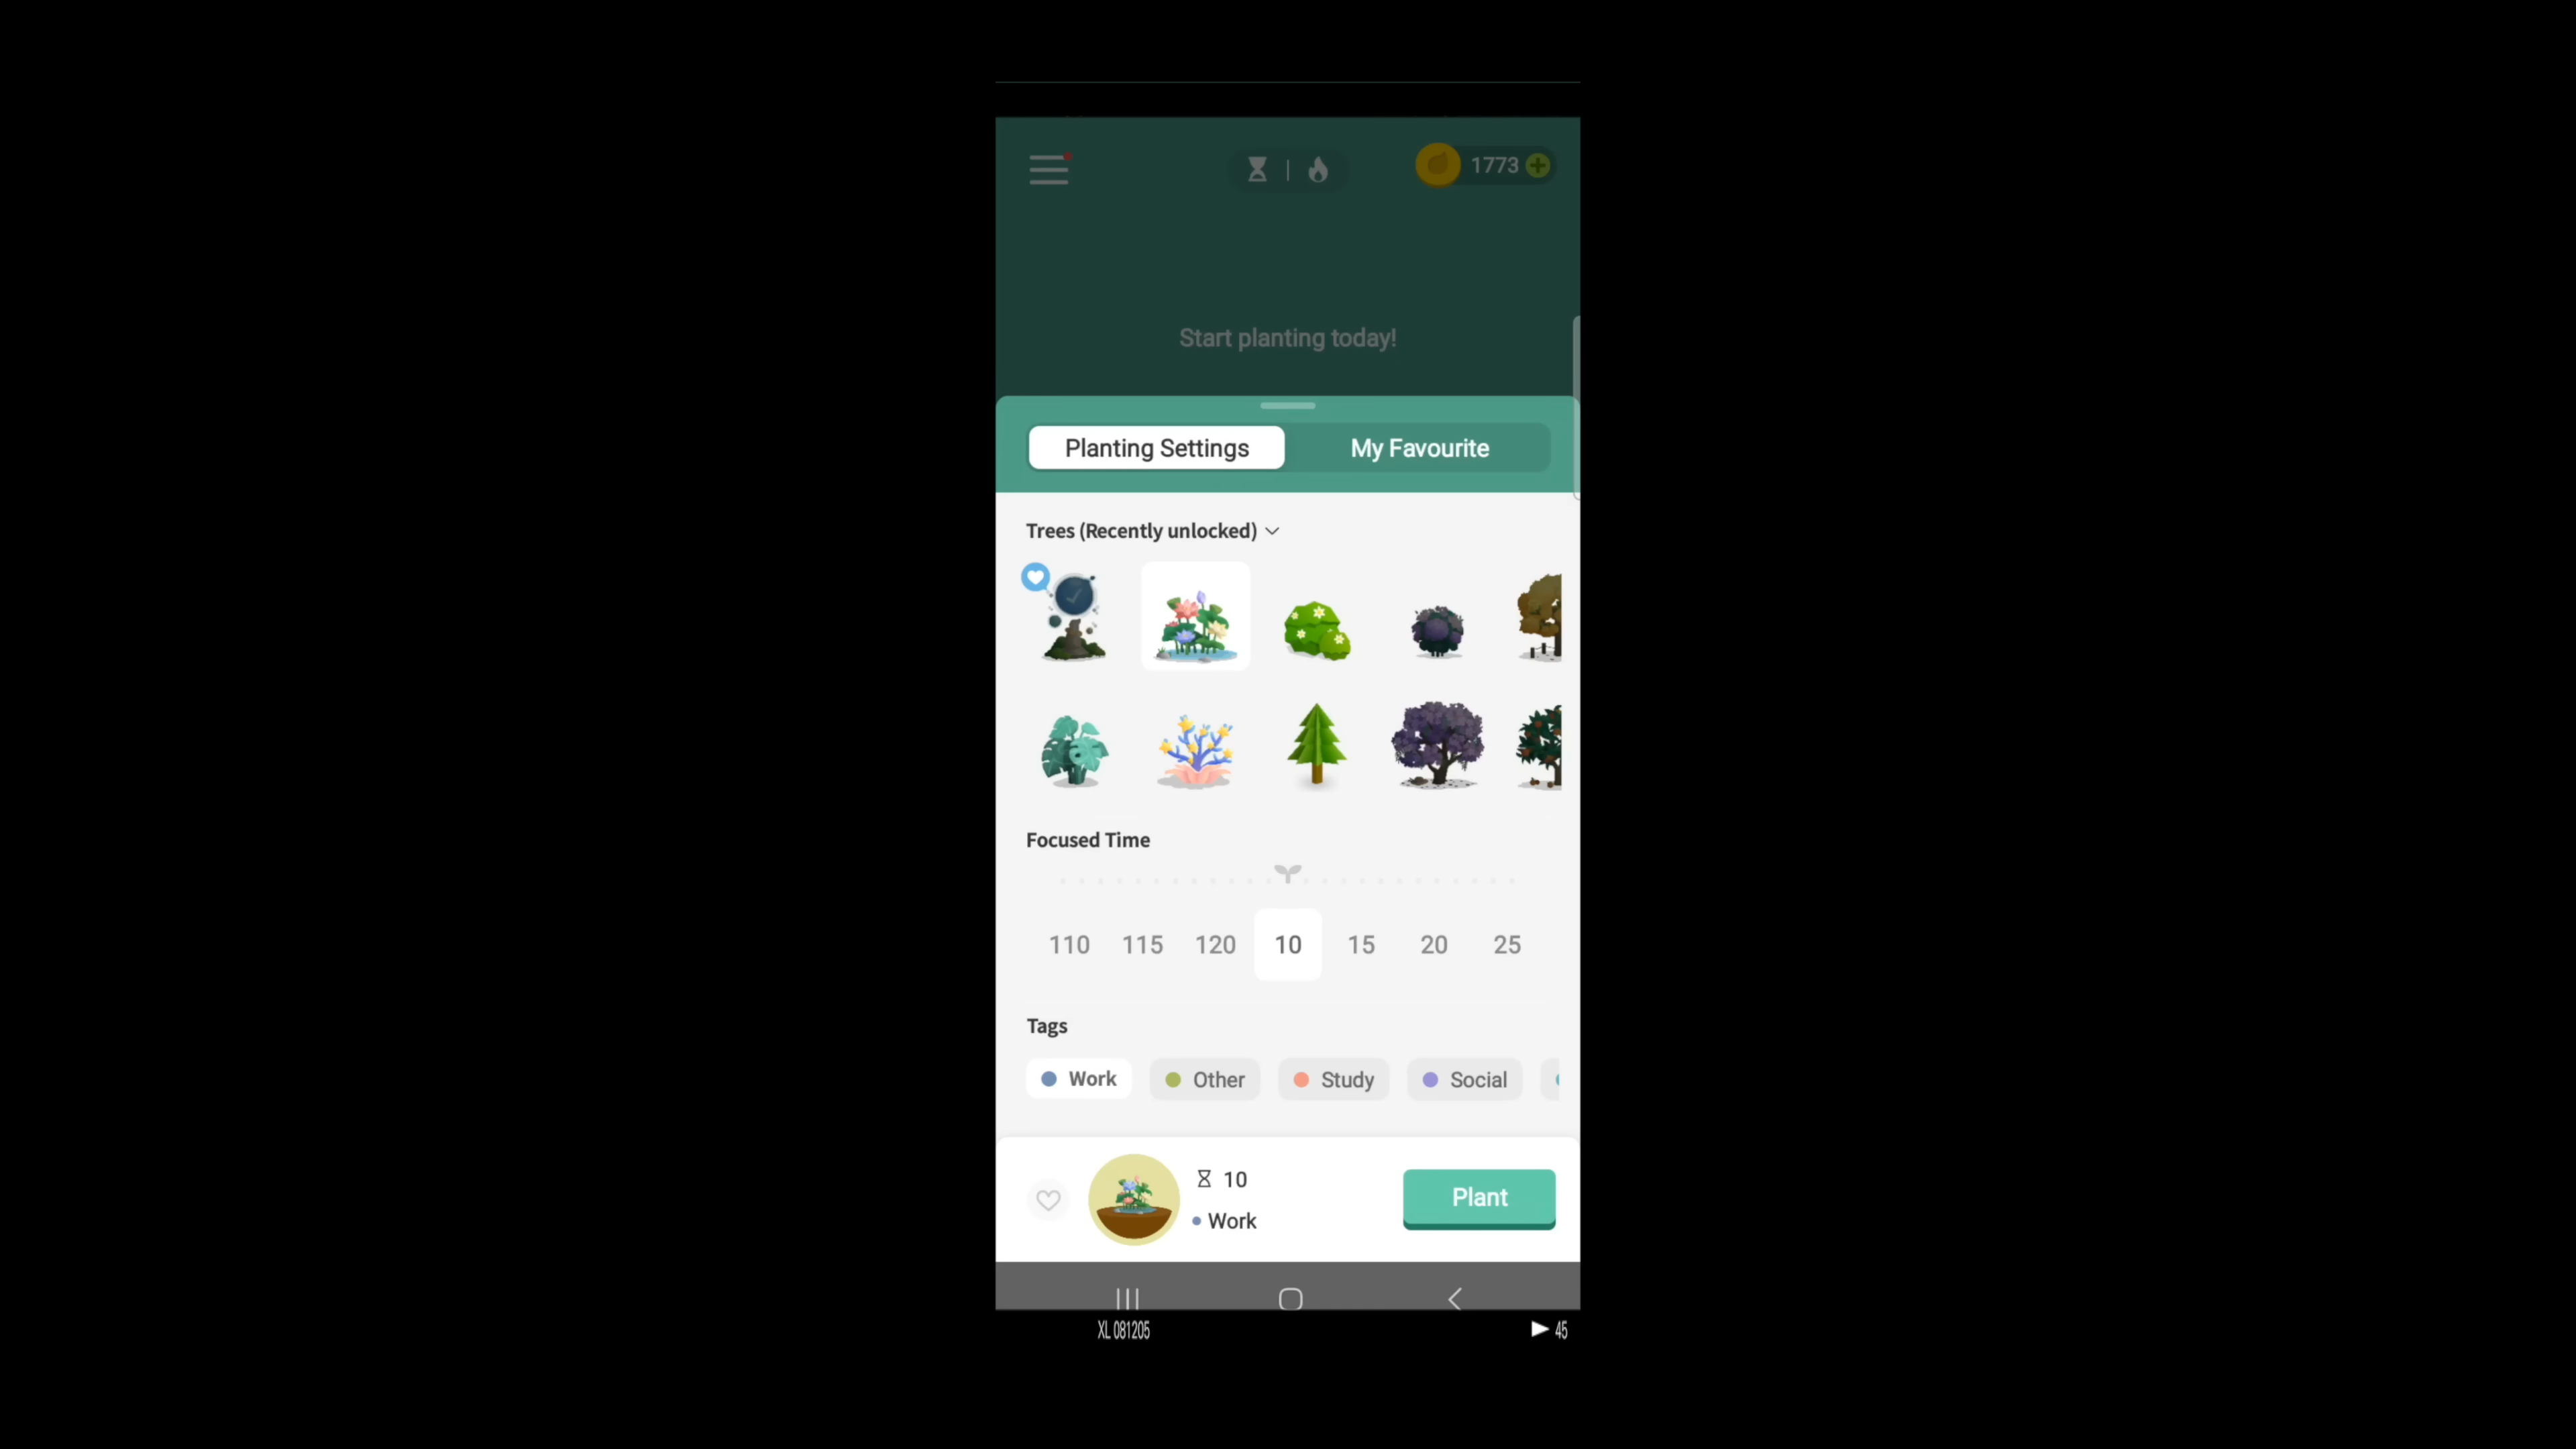 1773
Start planting today!
Planting Settings My Favourite
Trees (Recently unlocked)
Focused Time
110 115 120 10 15 20 25
Tags
Work Other Study Social
10
Work
Plant
XL 081205 45